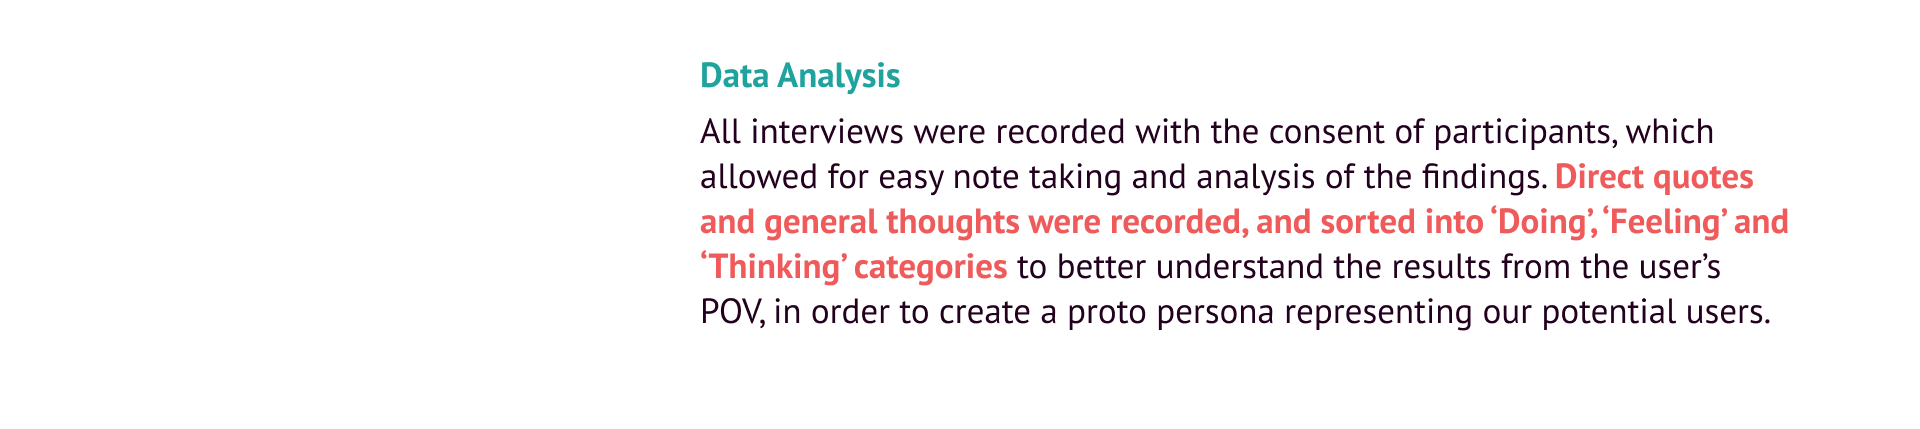 Data Analysis
All interviews were recorded with the consent of participants, which
allowed for easy note taking and analysis of the findings. Direct quotes
and general thoughts were recorded, and sorted into ‘Doing’, ‘Feeling’ and
‘Thinking’ categories to better understand the results from the user’s
POV, in order to create a proto persona representing our potential users.